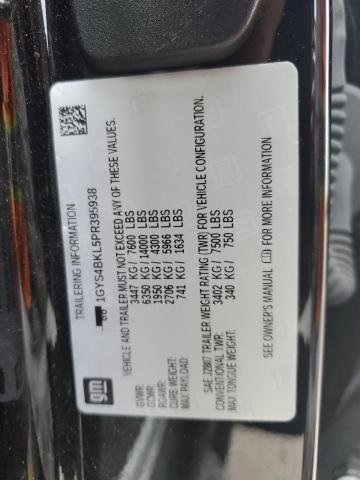 gm
TRAILERING INFORMATION
1GYS4BKL5PR395938
VEHICLE AND TRAILER MUST NOT EXCEED ANY OF THESE VALUES.
GVWR: 3447 KG / 7600 LBS
GCWR: 6350 KG / 14000 LBS
RGAWR: 1950 KG / 4300 LBS
CURB WEIGHT: 2706 KG / 5966 LBS
MAX PAYLOAD: 741 KG / 1634 LBS
SAE J2807 TRAILER WEIGHT RATING (TWR) FOR VEHICLE CONFIGURATION.
CONVENTIONAL TWR: 3402 KG / 7500 LBS
MAX TONGUE WEIGHT: 340 KG / 750 LBS
SEE OWNER'S MANUAL FOR MORE INFORMATION